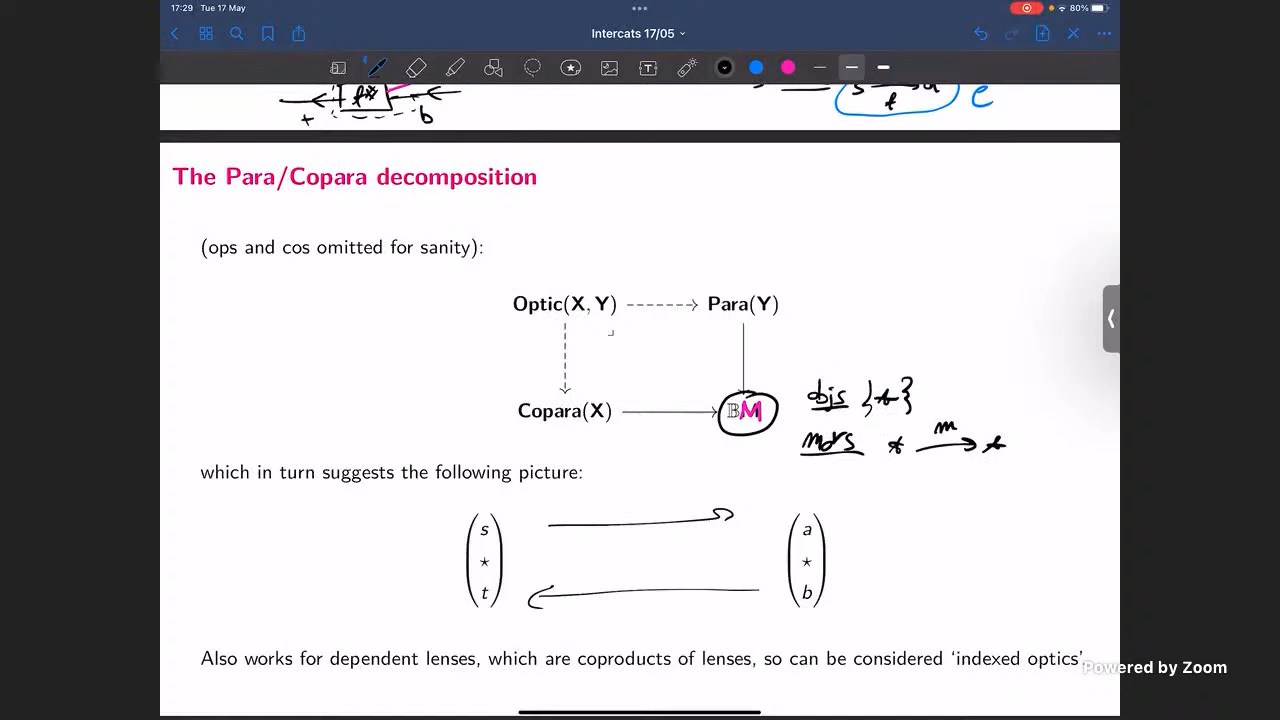 17:29 Tue 17 May
80%
Intercats 17/05
f*
t
b
s
a
f
e
The Para/Copara decomposition
(ops and cos omitted for sanity):
Optic(X, Y) Para(Y)
Copara(X) 𝔹M
objs {⋆}
mors ⋆ m ⋆
which in turn suggests the following picture:
s a
⋆ ⋆
t b
Also works for dependent lenses, which are coproducts of lenses, so can be considered ‘indexed optics’.
Powered by Zoom